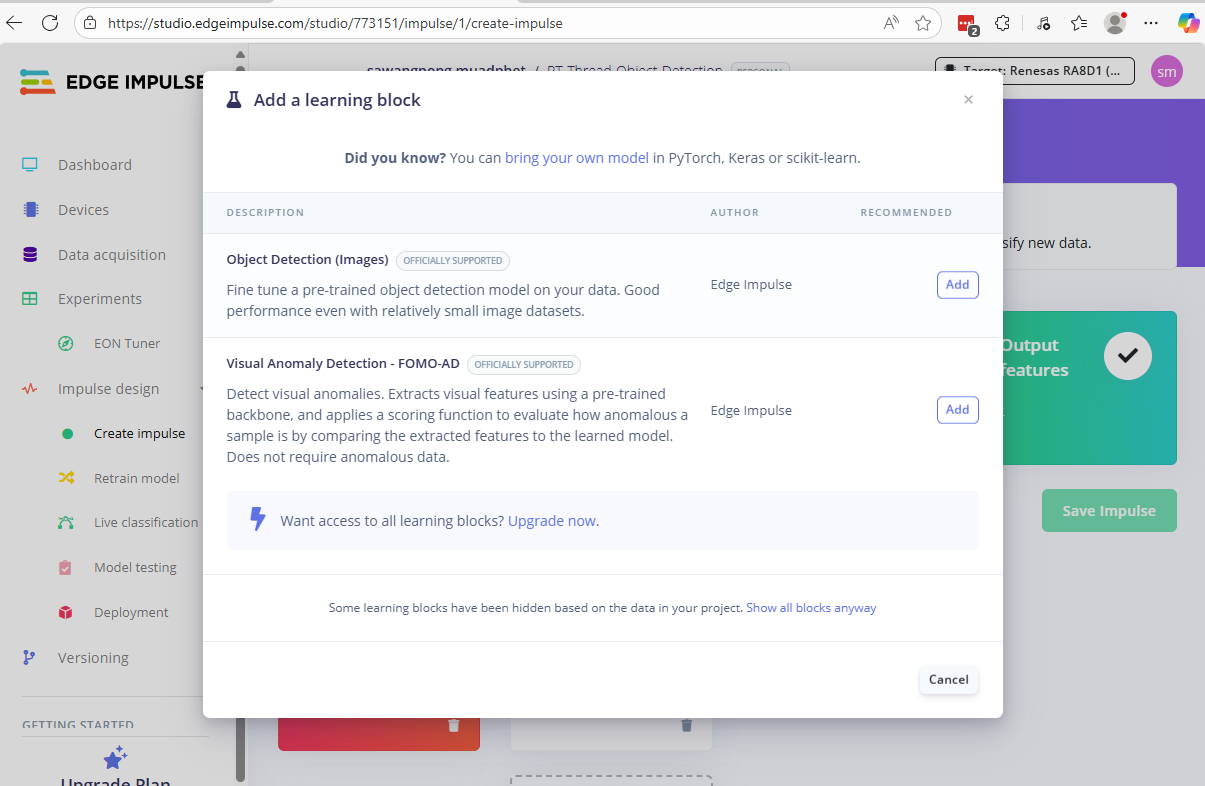 https://studio.edgeimpulse.com/studio/773151/impulse/1/create-impulse
2
EDGE IMPULSE
sawangpong muadphet / RT-Thread-Object Detection PERSONAL
Target: Renesas RA8D1 (...
sm
Dashboard
Devices
Data acquisition
Experiments
EON Tuner
Impulse design
Create impulse
Retrain model
Live classification
Model testing
Deployment
Versioning
GETTING STARTED
Upgrade Plan
Add a learning block
×
Did you know? You can bring your own model in PyTorch, Keras or scikit-learn.
DESCRIPTION AUTHOR RECOMMENDED
Object Detection (Images) OFFICIALLY SUPPORTED
Fine tune a pre-trained object detection model on your data. Good
performance even with relatively small image datasets.
Edge Impulse
Add
Visual Anomaly Detection - FOMO-AD OFFICIALLY SUPPORTED
Detect visual anomalies. Extracts visual features using a pre-trained
backbone, and applies a scoring function to evaluate how anomalous a
sample is by comparing the extracted features to the learned model.
Does not require anomalous data.
Edge Impulse
Add
Want access to all learning blocks? Upgrade now.
Some learning blocks have been hidden based on the data in your project. Show all blocks anyway
Cancel
sify new data.
Output
features
Save Impulse